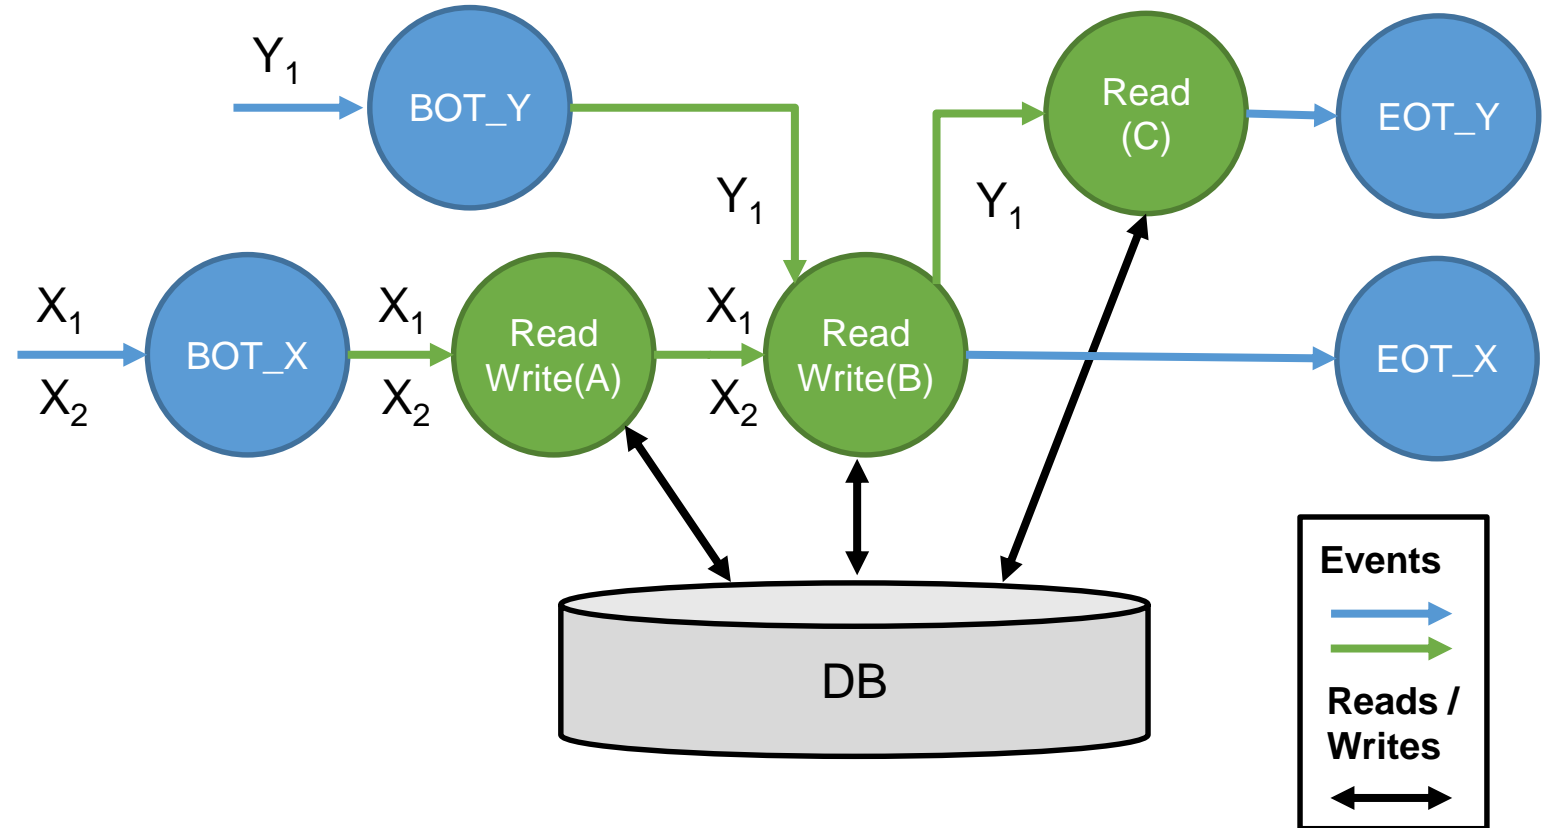 Y₁
BOT_Y
Read
(C)
EOT_Y
Y₁
Y₁
X₁
X₂
BOT_X
X₁
X₂
Read
Write(A)
X₁
X₂
Read
Write(B)
EOT_X
DB
Events
Reads /
Writes